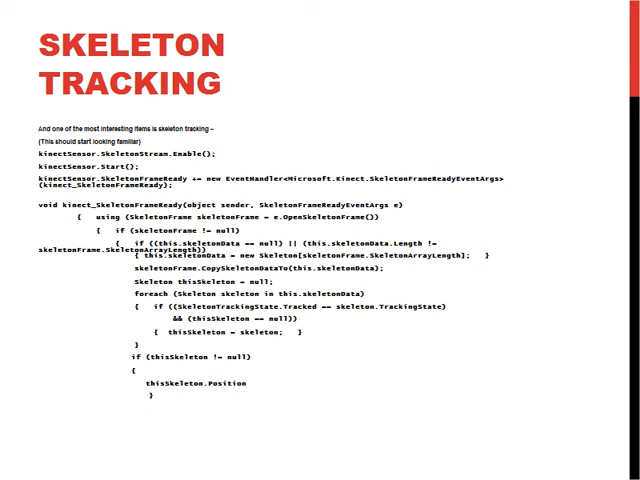 SKELETON
TRACKING
And one of the most interesting items is skeleton tracking –
(This should start looking familiar)
kinectSensor.SkeletonStream.Enable();
kinectSensor.Start();
kinectSensor.SkeletonFrameReady += new EventHandler<Microsoft.Kinect.SkeletonFrameReadyEventArgs>
(kinect_SkeletonFrameReady);
void kinect_SkeletonFrameReady(object sender, SkeletonFrameReadyEventArgs e)
{ using (SkeletonFrame skeletonFrame = e.OpenSkeletonFrame())
{ if (skeletonFrame != null)
{ if ((this.skeletonData == null) || (this.skeletonData.Length !=
skeletonFrame.SkeletonArrayLength))
{ this.skeletonData = new Skeleton[skeletonFrame.SkeletonArrayLength]; }
skeletonFrame.CopySkeletonDataTo(this.skeletonData);
Skeleton thisSkeleton = null;
foreach (Skeleton skeleton in this.skeletonData)
{ if ((SkeletonTrackingState.Tracked == skeleton.TrackingState)
&& (thisSkeleton == null))
{ thisSkeleton = skeleton; }
}
if (thisSkeleton != null)
{
thisSkeleton.Position
}